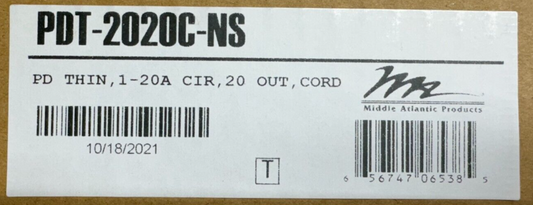 PDT-2020C-NS
PD THIN,1-20A CIR,20 OUT,CORD
Middle Atlantic Products
10/18/2021
T
6 56747 06538 5